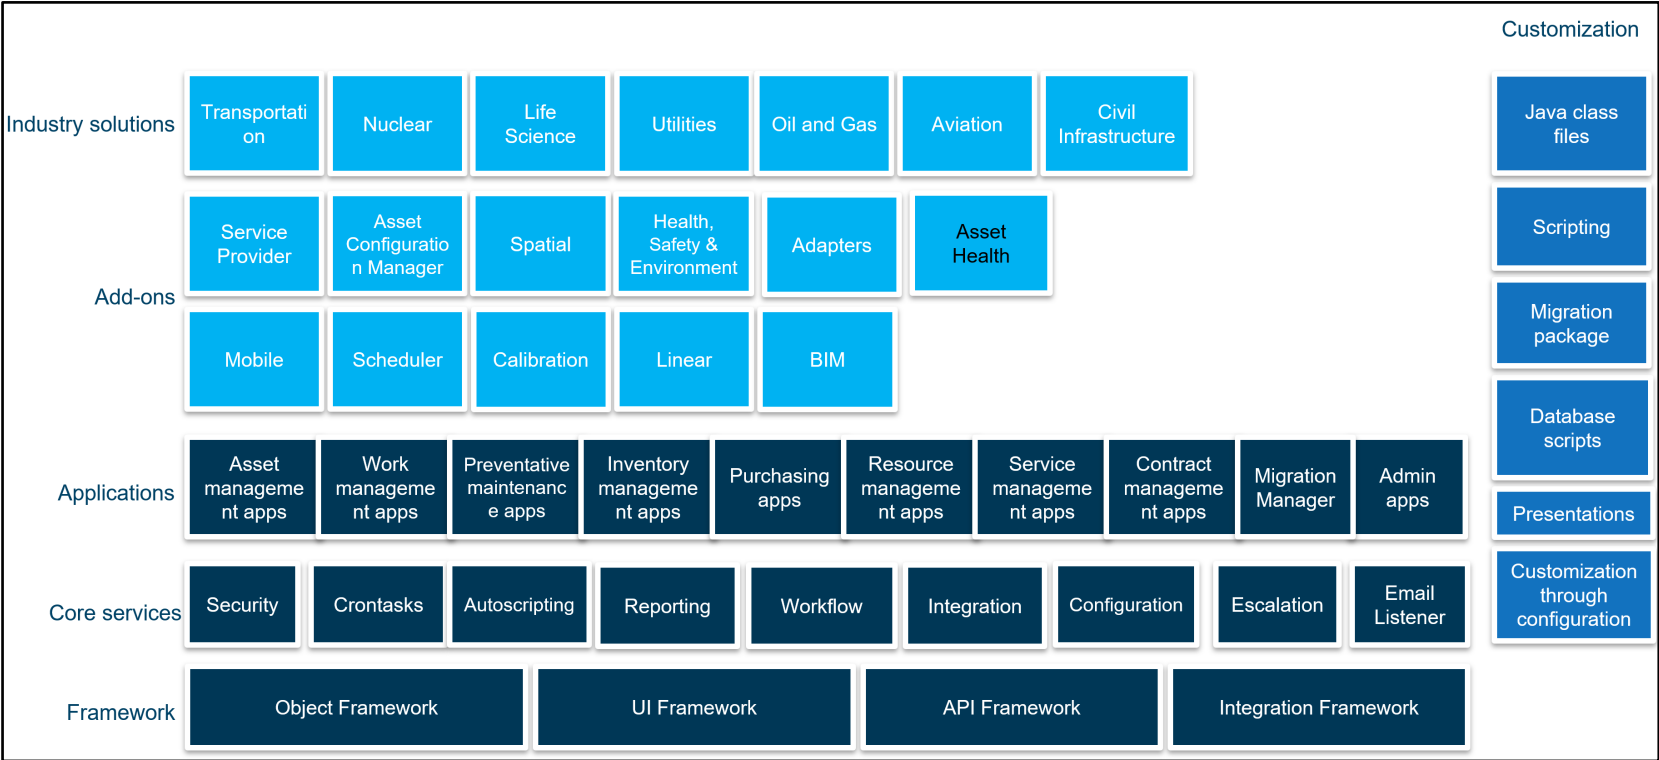 Customization
Industry solutions
Transportati
on
Nuclear
Life
Science
Utilities
Oil and Gas
Aviation
Civil
Infrastructure
Java class
files
Add-ons
Service
Provider
Asset
Configuratio
n Manager
Spatial
Health,
Safety &
Environment
Adapters
Asset
Health
Scripting
Mobile
Scheduler
Calibration
Linear
BIM
Migration
package
Database
scripts
Applications
Asset
manageme
nt apps
Work
manageme
nt apps
Preventative
maintenanc
e apps
Inventory
manageme
nt apps
Purchasing
apps
Resource
manageme
nt apps
Service
manageme
nt apps
Contract
manageme
nt apps
Migration
Manager
Admin
apps
Presentations
Core services
Security
Crontasks
Autoscripting
Reporting
Workflow
Integration
Configuration
Escalation
Email
Listener
Customization
through
configuration
Framework
Object Framework
UI Framework
API Framework
Integration Framework